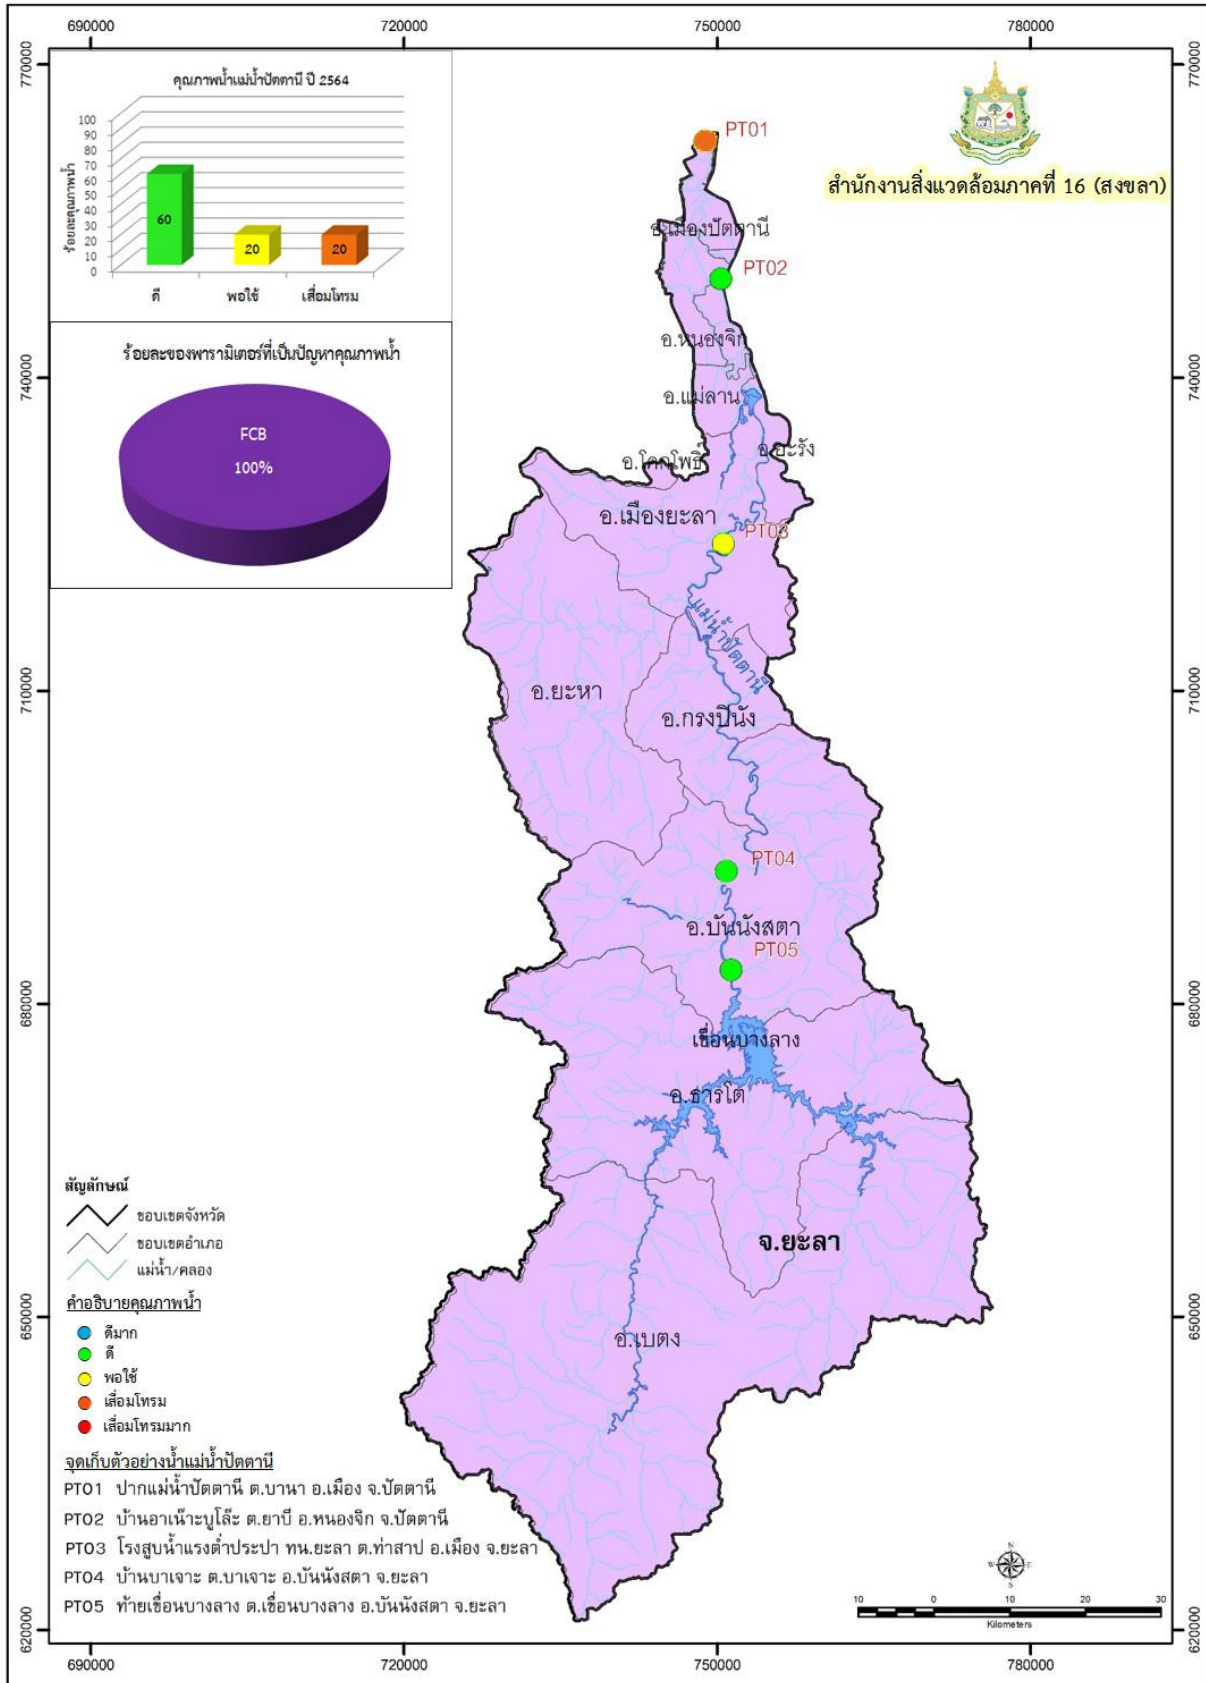 690000 720000 750000 780000
770000 770000
คุณภาพน้ำแม่น้ำปัตตานี ปี 2564
ร้อยละคุณภาพน้ำ
100
90
80
70
60
50
40
30
20
10
0
60 20 20
ดี พอใช้ เสื่อมโทรม
ร้อยละของพารามิเตอร์ที่เป็นปัญหาคุณภาพน้ำ
FCB
100%
สำนักงานสิ่งแวดล้อมภาคที่ 16 (สงขลา)
PT01
อ.เมืองปัตตานี
PT02
อ.หนองจิก
740000 740000
อ.แม่ลาน
อ.ยะรัง
อ.โคกโพธิ์
อ.เมืองยะลา
PT03
แม่น้ำปัตตานี
710000 710000
อ.ยะหา
อ.กรงปินัง
PT04
อ.บันนังสตา
PT05
680000 680000
เขื่อนบางลาง
อ.ธารโต
จ.ยะลา
650000 650000
อ.เบตง
สัญลักษณ์
ขอบเขตจังหวัด
ขอบเขตอำเภอ
แม่น้ำ/คลอง
คำอธิบายคุณภาพน้ำ
ดีมาก
ดี
พอใช้
เสื่อมโทรม
เสื่อมโทรมมาก
จุดเก็บตัวอย่างน้ำแม่น้ำปัตตานี
PT01 ปากแม่น้ำปัตตานี ต.บานา อ.เมือง จ.ปัตตานี
PT02 บ้านอาเน๊าะบูโล๊ะ ต.ยาบี อ.หนองจิก จ.ปัตตานี
PT03 โรงสูบน้ำแรงต่ำประปา ทน.ยะลา ต.ท่าสาป อ.เมือง จ.ยะลา
PT04 บ้านบาเจาะ ต.บาเจาะ อ.บันนังสตา จ.ยะลา
PT05 ท้ายเขื่อนบางลาง ต.เขื่อนบางลาง อ.บันนังสตา จ.ยะลา
N
W E
S
10 0 10 20 30
Kilometers
620000 620000
690000 720000 750000 780000